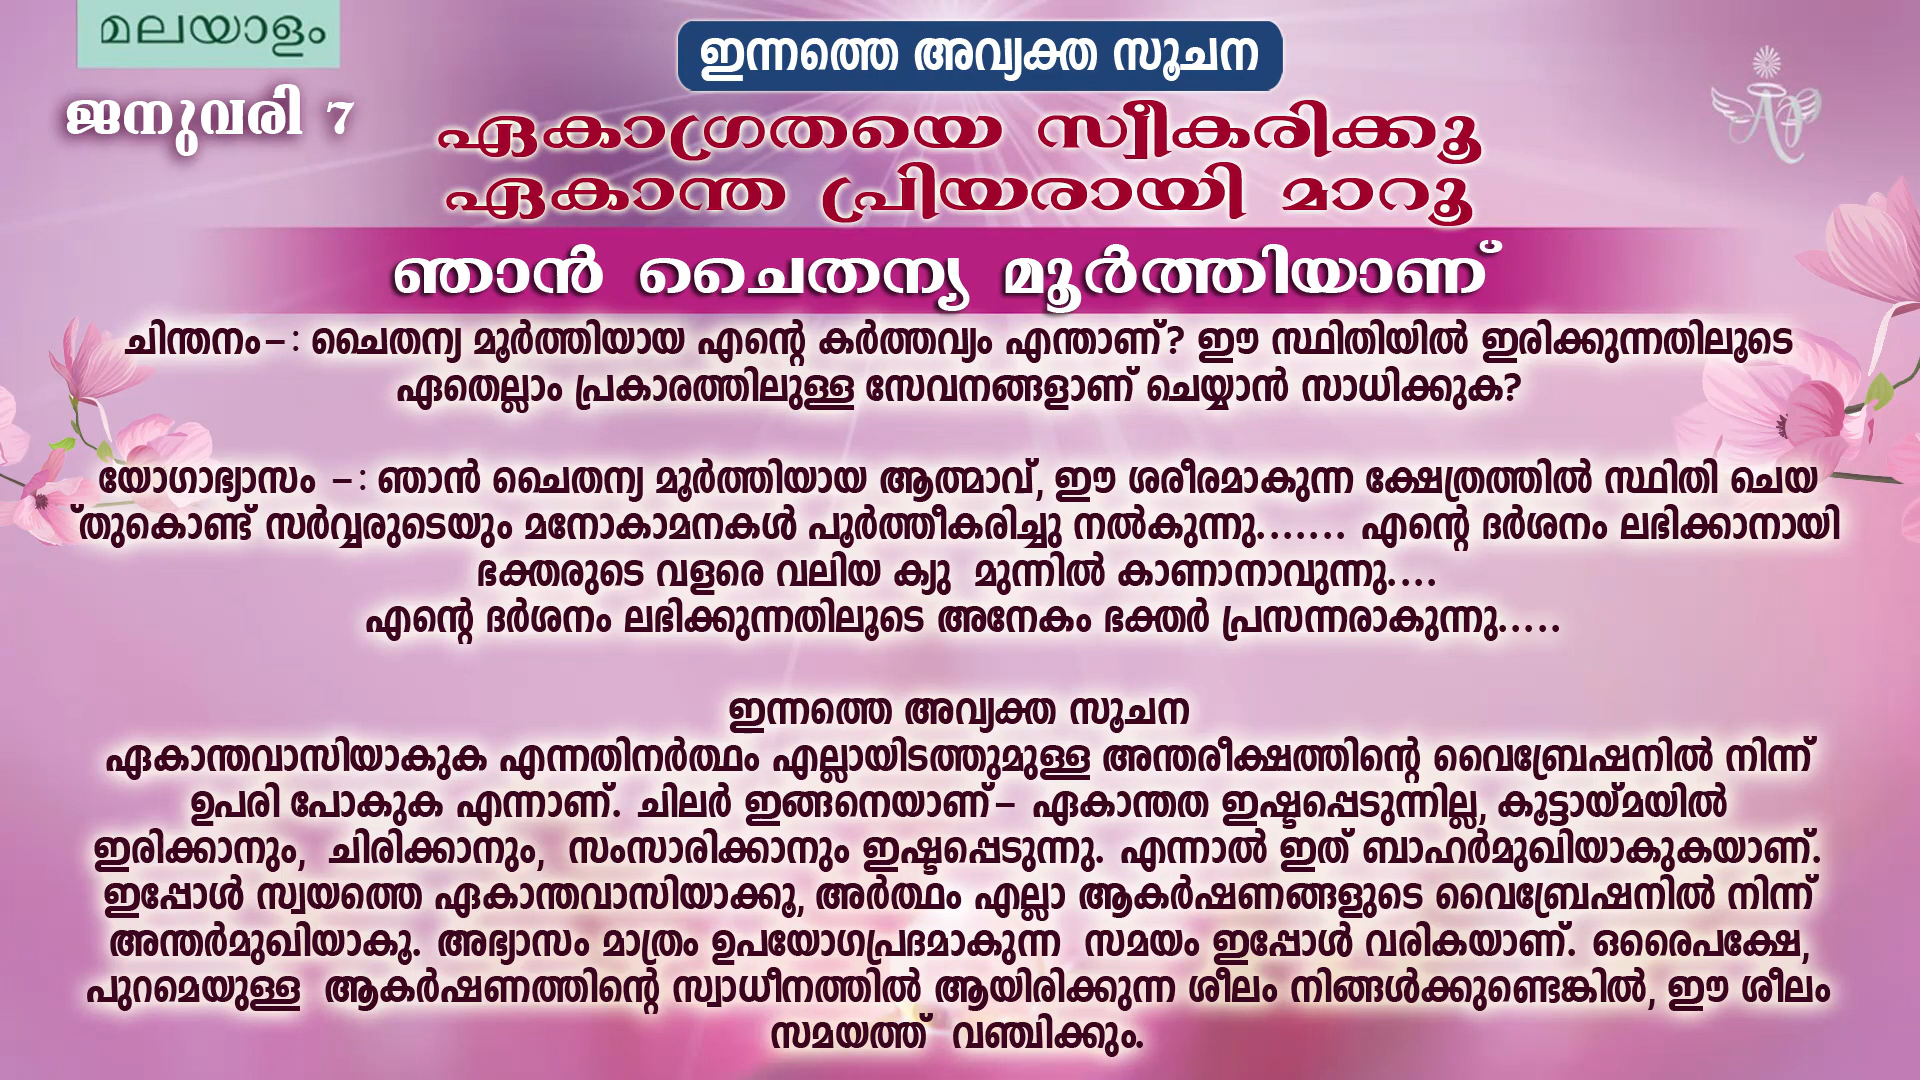 മലയാളം
ജനുവരി 7
ഇന്നത്തെ അവ്യക്ത സൂചന
ഏകാഗ്രതയെ സ്വീകരിക്കൂ
ഏകാന്ത പ്രിയരായി മാറൂ
ഞാൻ ചൈതന്യ മൂർത്തിയാണ്
ചിന്തനം-: ചൈതന്യ മൂർത്തിയായ എന്റെ കർത്തവ്യം എന്താണ്? ഈ സ്ഥിതിയിൽ ഇരിക്കുന്നതിലൂടെ
ഏതെല്ലാം പ്രകാരത്തിലുള്ള സേവനങ്ങളാണ് ചെയ്യാൻ സാധിക്കുക?
യോഗാഭ്യാസം -: ഞാൻ ചൈതന്യ മൂർത്തിയായ ആത്മാവ്, ഈ ശരീരമാകുന്ന ക്ഷേത്രത്തിൽ സ്ഥിതി ചെയ
്തുകൊണ്ട് സർവ്വരുടെയും മനോകാമനകൾ പൂർത്തീകരിച്ചു നൽകുന്നു....... എന്റെ ദർശനം ലഭിക്കാനായി
ഭക്തരുടെ വളരെ വലിയ ക്യു മുന്നിൽ കാണാനാവുന്നു....
എന്റെ ദർശനം ലഭിക്കുന്നതിലൂടെ അനേകം ഭക്തർ പ്രസന്നരാകുന്നു.....
ഇന്നത്തെ അവ്യക്ത സൂചന
ഏകാന്തവാസിയാകുക എന്നതിനർത്ഥം എല്ലായിടത്തുമുള്ള അന്തരീക്ഷത്തിന്റെ വൈബ്രേഷനിൽ നിന്ന്
ഉപരി പോകുക എന്നാണ്. ചിലർ ഇങ്ങനെയാണ്- ഏകാന്തത ഇഷ്ടപ്പെടുന്നില്ല, കൂട്ടായ്മയിൽ
ഇരിക്കാനും, ചിരിക്കാനും, സംസാരിക്കാനും ഇഷ്ടപ്പെടുന്നു. എന്നാൽ ഇത് ബാഹർമുഖിയാകുകയാണ്.
ഇപ്പോൾ സ്വയത്തെ ഏകാന്തവാസിയാക്കൂ, അർത്ഥം എല്ലാ ആകർഷണങ്ങളുടെ വൈബ്രേഷനിൽ നിന്ന്
അന്തർമുഖിയാകൂ. അഭ്യാസം മാത്രം ഉപയോഗപ്രദമാകുന്ന സമയം ഇപ്പോൾ വരികയാണ്. ഒരൈപക്ഷേ,
പുറമെയുള്ള ആകർഷണത്തിന്റെ സ്വാധീനത്തിൽ ആയിരിക്കുന്ന ശീലം നിങ്ങൾക്കുണ്ടെങ്കിൽ, ഈ ശീലം
സമയത്ത് വഞ്ചിക്കും.